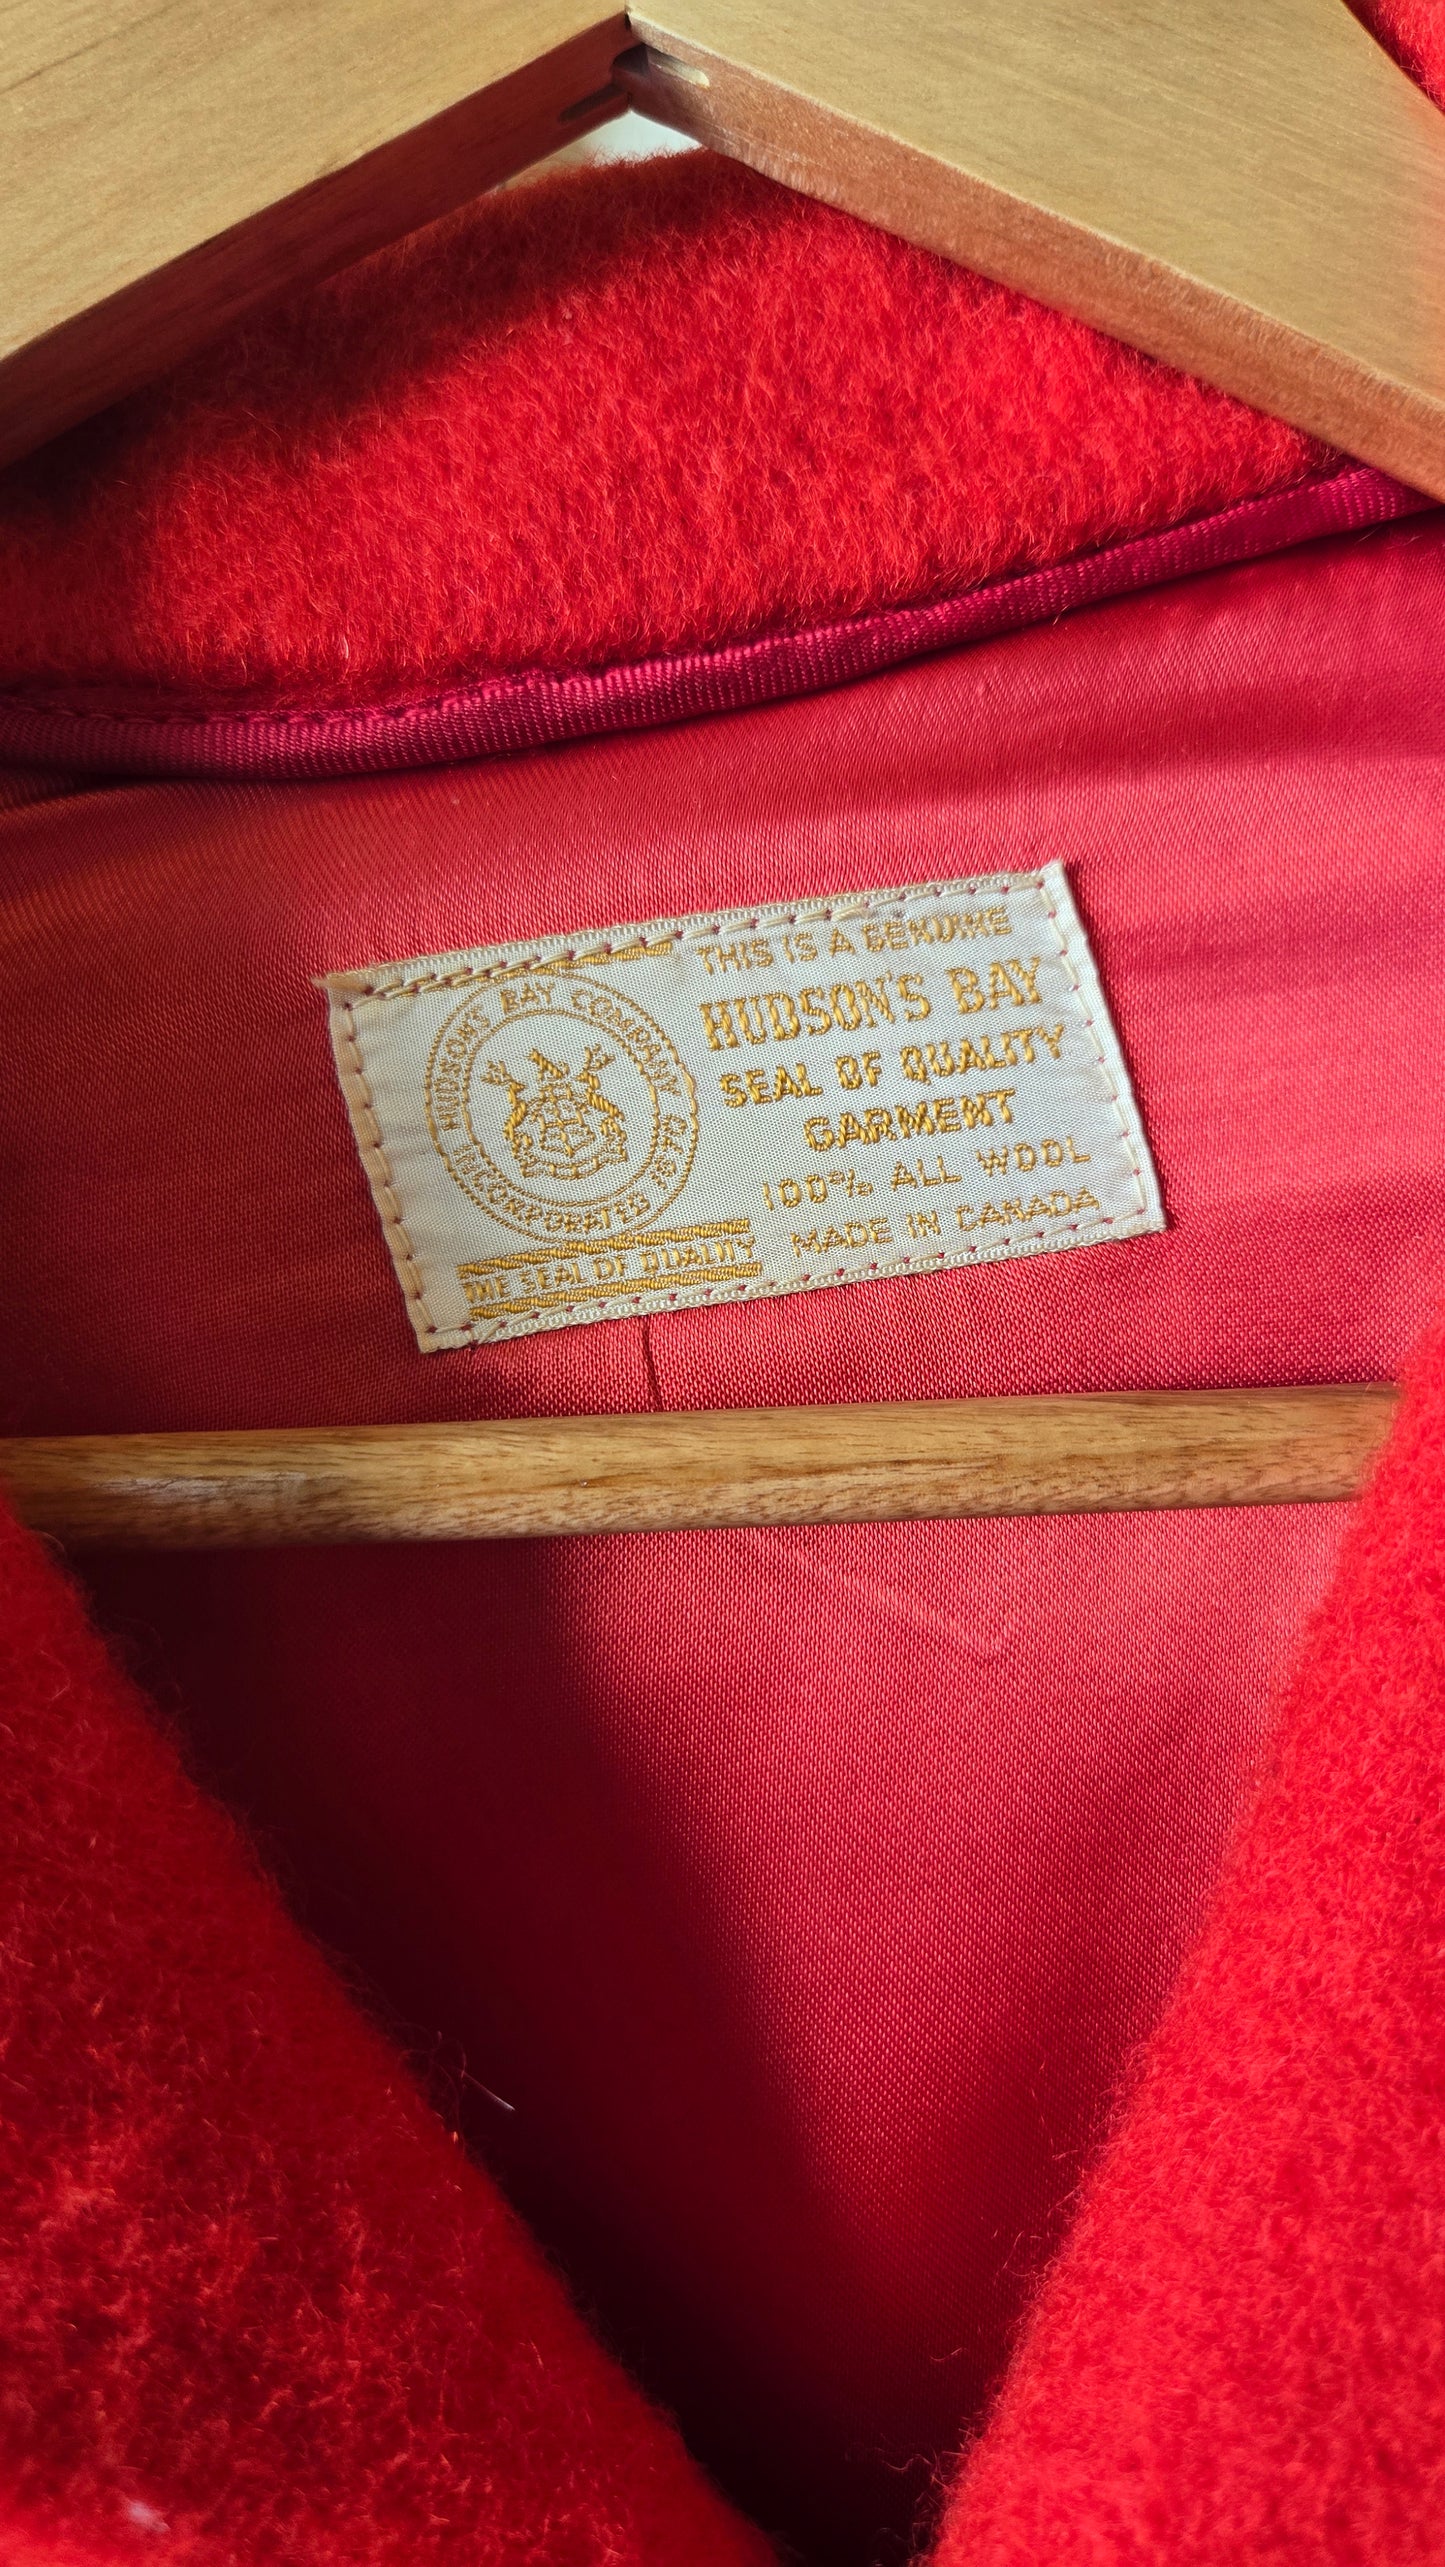 HUDSON'S BAY COMPANY
INCORPORATED 1670
THE SEAL OF QUALITY
THIS IS A GENUINE
HUDSON'S BAY
SEAL OF QUALITY
GARMENT
100% ALL WOOL
MADE IN CANADA